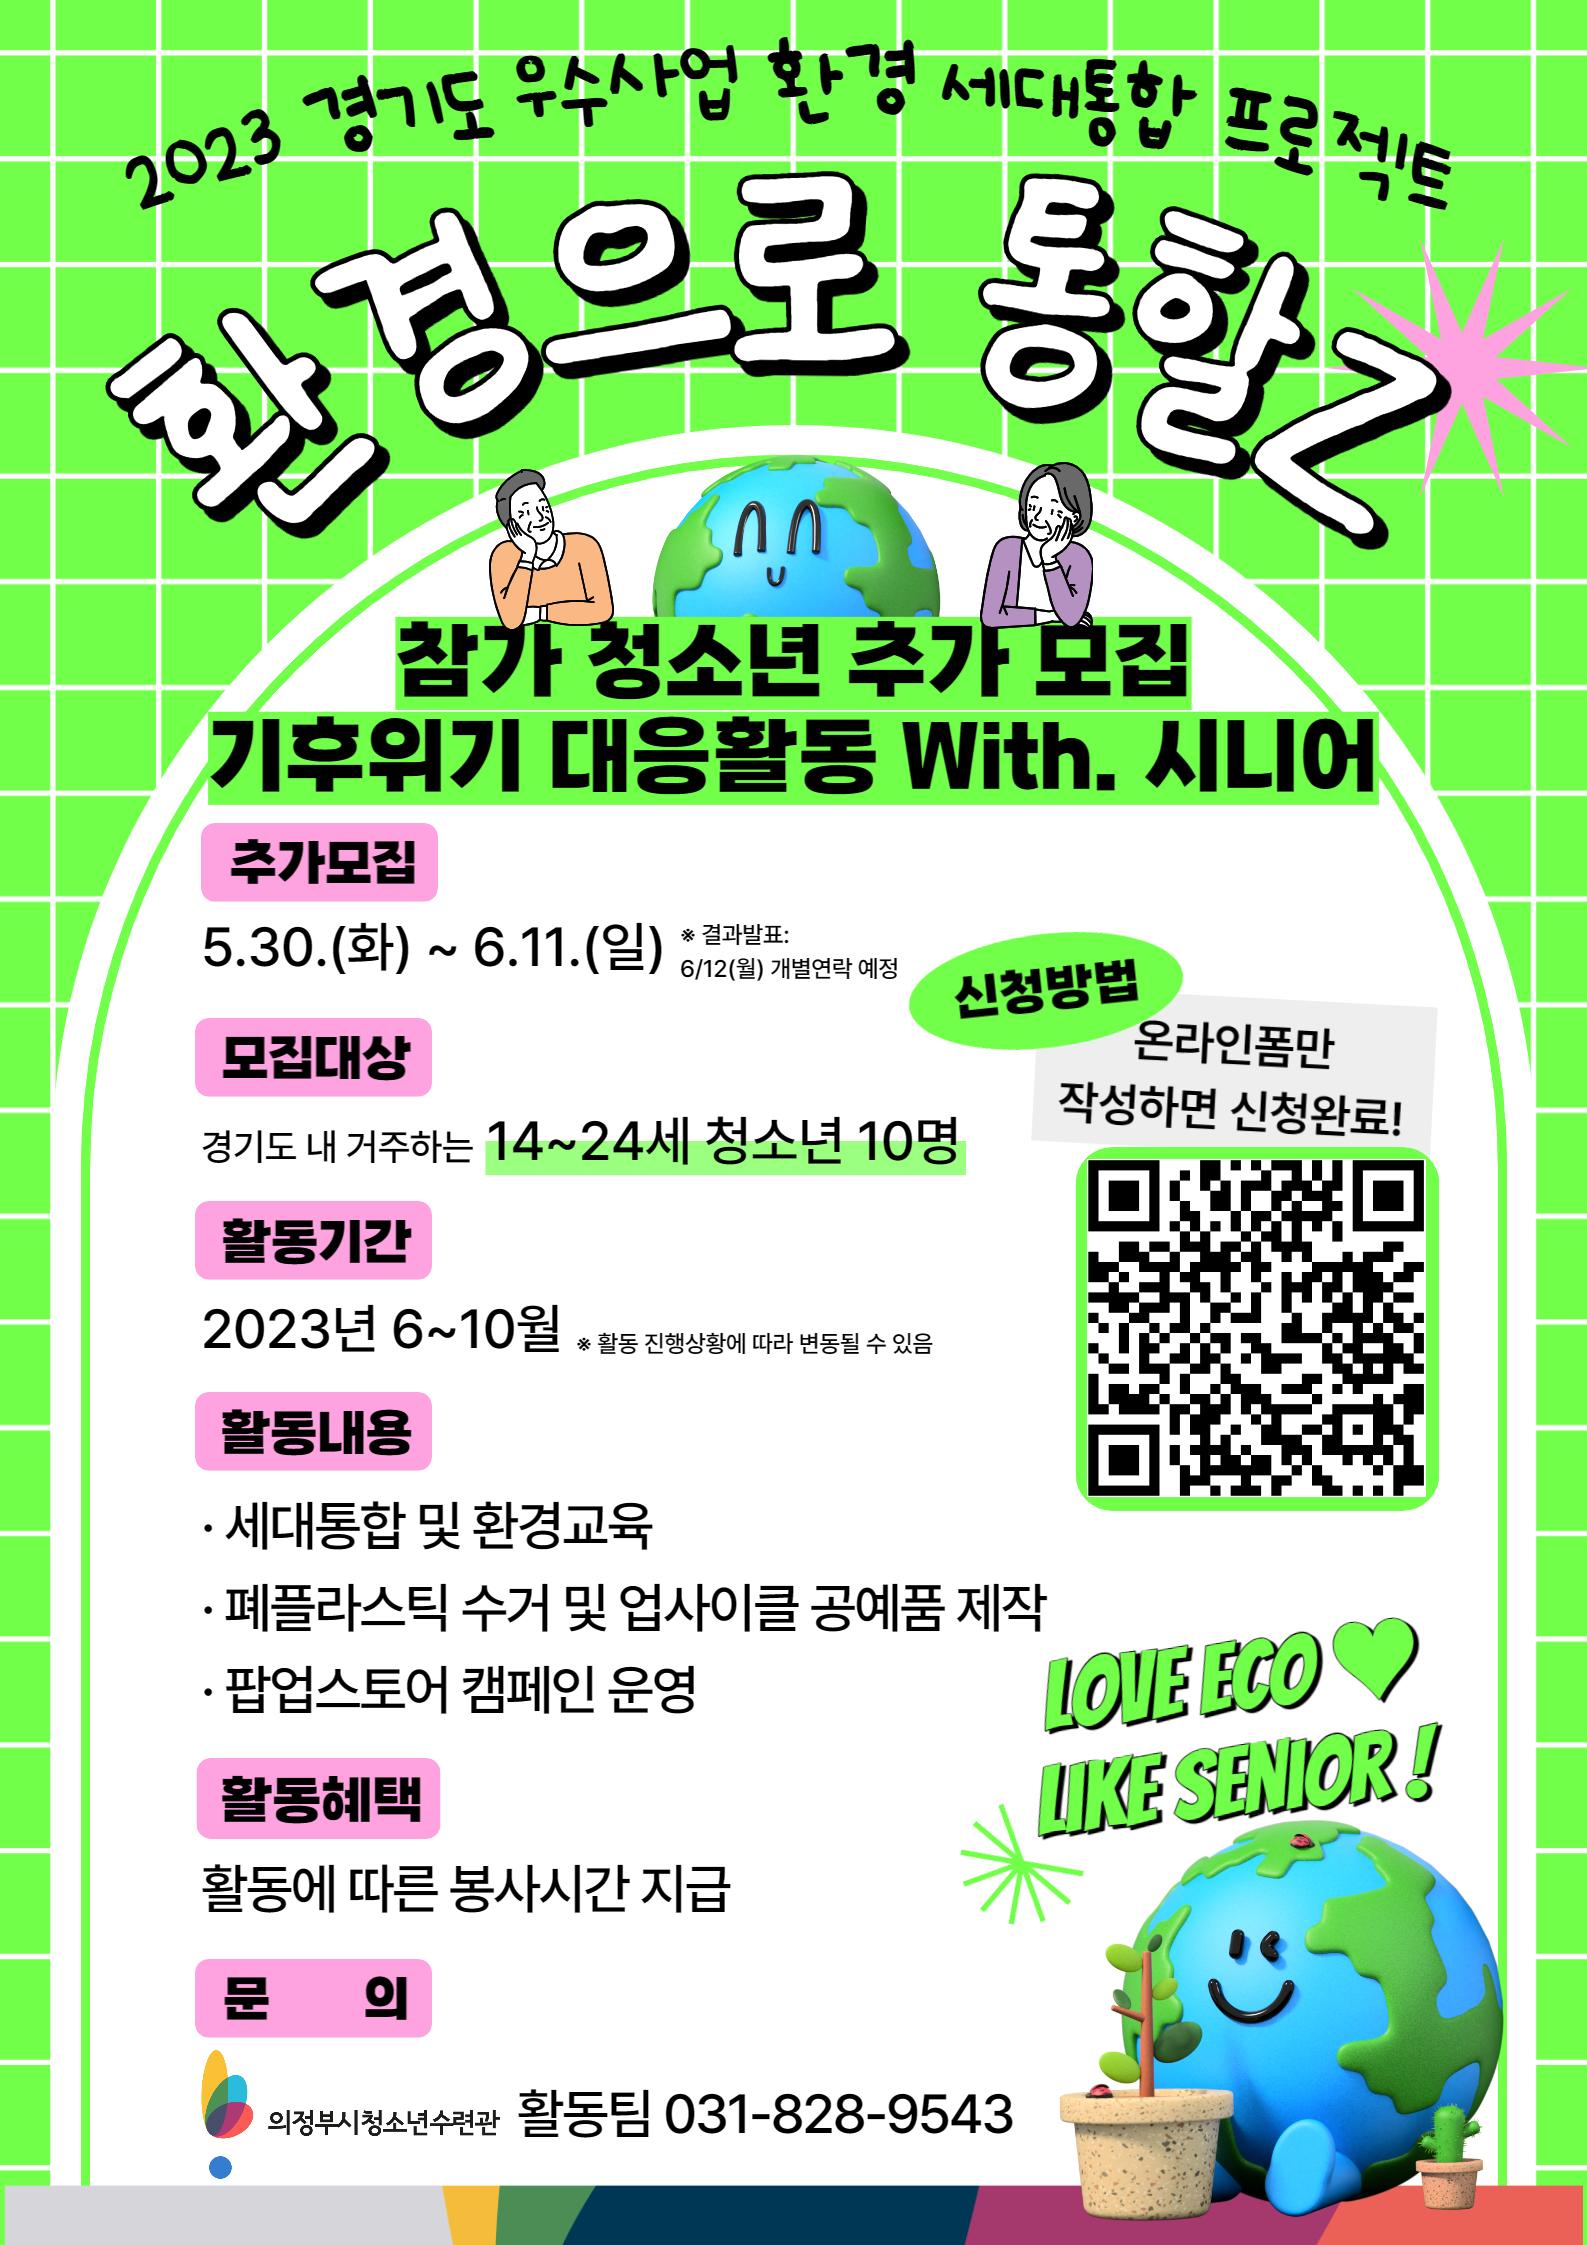 2023 경기도 우수사업 환경 세대통합 프로젝트
환경으로 통할z
참가 청소년 추가 모집
기후위기 대응활동 With. 시니어
추가모집
5.30.(화) ~ 6.11.(일)
※ 결과발표:
6/12(월) 개별연락 예정
신청방법
온라인폼만
작성하면 신청완료!
모집대상
경기도 내 거주하는 14~24세 청소년 10명
활동기간
2023년 6~10월 ※ 활동 진행상황에 따라 변동될 수 있음
활동내용
· 세대통합 및 환경교육
· 폐플라스틱 수거 및 업사이클 공예품 제작
· 팝업스토어 캠페인 운영
LOVE ECO
LIKE SENIOR !
활동혜택
활동에 따른 봉사시간 지급
문 의
의정부시청소년수련관 활동팀 031-828-9543